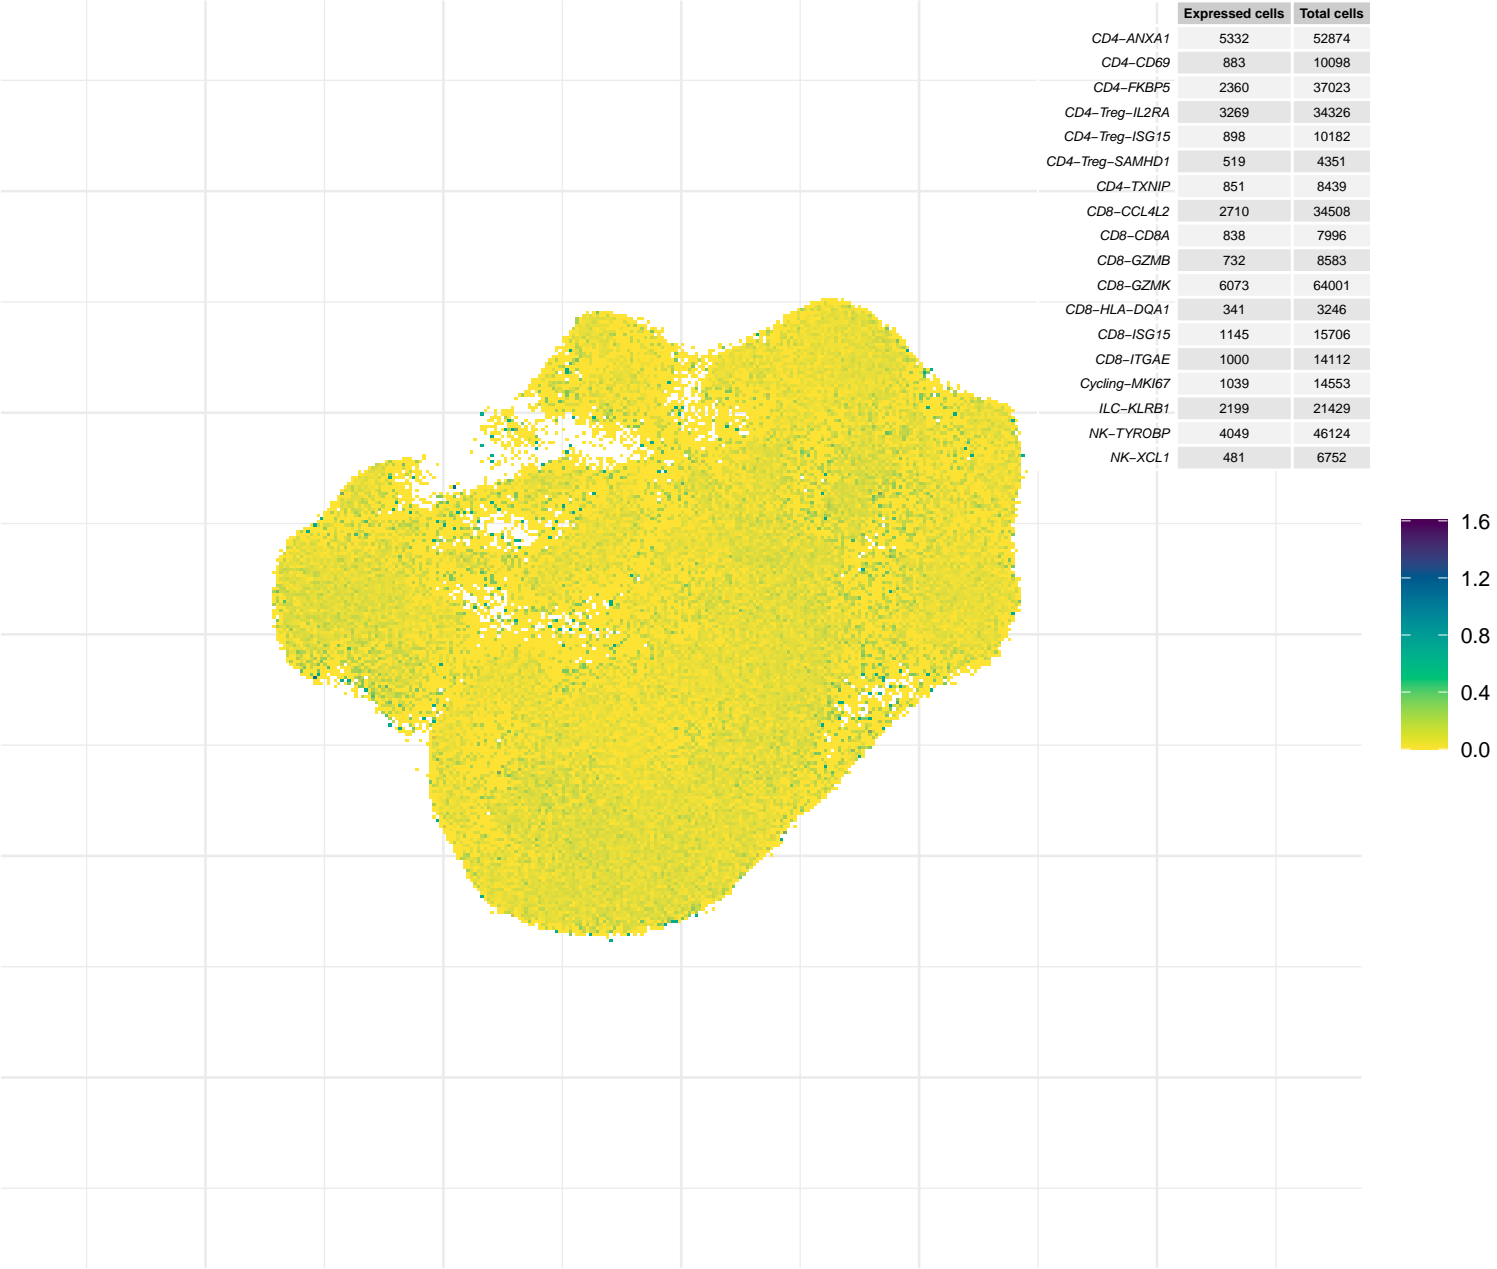 Expressed cells Total cells
CD4−ANXA1 5332 52874
CD4−CD69 883 10098
CD4−FKBP5 2360 37023
CD4−Treg−IL2RA 3269 34326
CD4−Treg−ISG15 898 10182
CD4−Treg−SAMHD1 519 4351
CD4−TXNIP 851 8439
CD8−CCL4L2 2710 34508
CD8−CD8A 838 7996
CD8−GZMB 732 8583
CD8−GZMK 6073 64001
CD8−HLA−DQA1 341 3246
CD8−ISG15 1145 15706
CD8−ITGAE 1000 14112
Cycling−MKI67 1039 14553
ILC−KLRB1 2199 21429
NK−TYROBP 4049 46124
NK−XCL1 481 6752
1.6
1.2
0.8
0.4
0.0